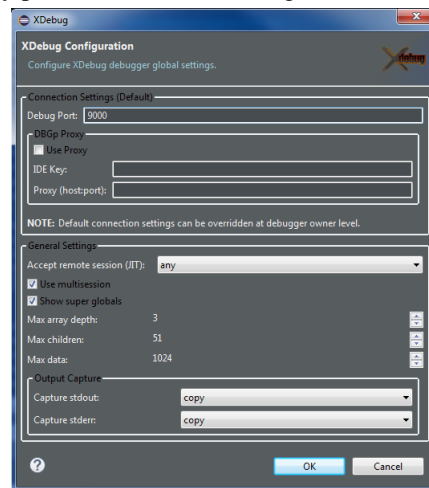 XDebug
XDebug Configuration
Configure XDebug debugger global settings.
Xdebug
Connection Settings (Default)
Debug Port: 9000
DBGp Proxy
Use Proxy
IDE Key:
Proxy (host:port):
NOTE: Default connection settings can be overridden at debugger owner level.
General Settings
Accept remote session (JIT): any
Use multisession
Show super globals
Max array depth: 3
Max children: 51
Max data: 1024
Output Capture
Capture stdout: copy
Capture stderr: copy
? OK Cancel